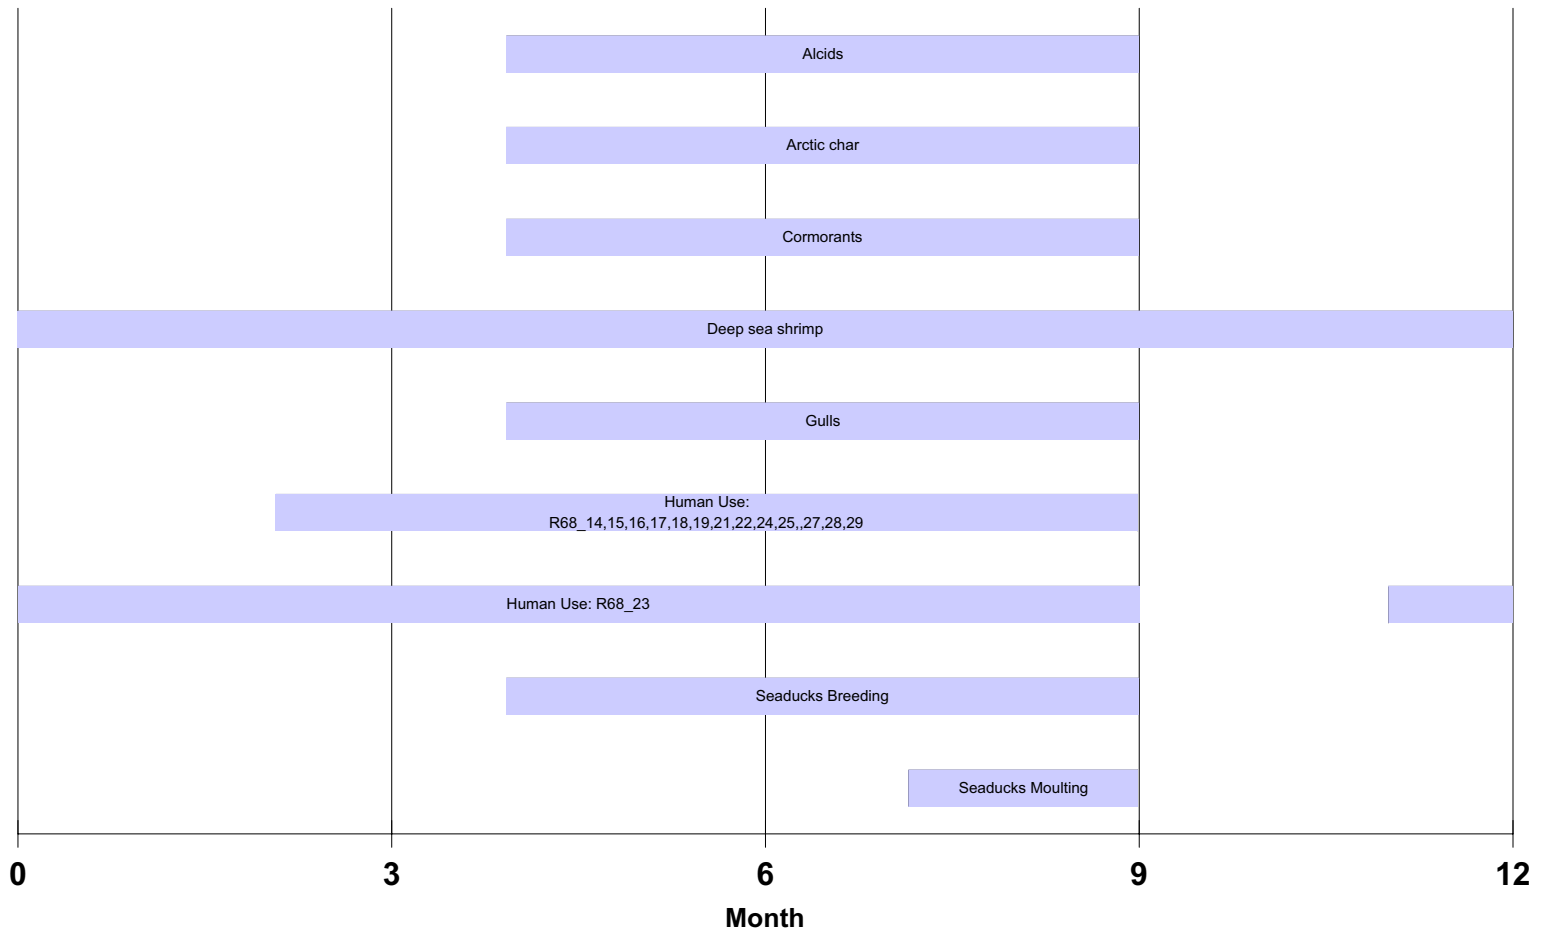 Alcids
Arctic char
Cormorants
Deep sea shrimp
Gulls
Human Use:
R68_14,15,16,17,18,19,21,22,24,25,,27,28,29
Human Use: R68_23
Seaducks Breeding
Seaducks Moulting
0 3 6 9 12
Month